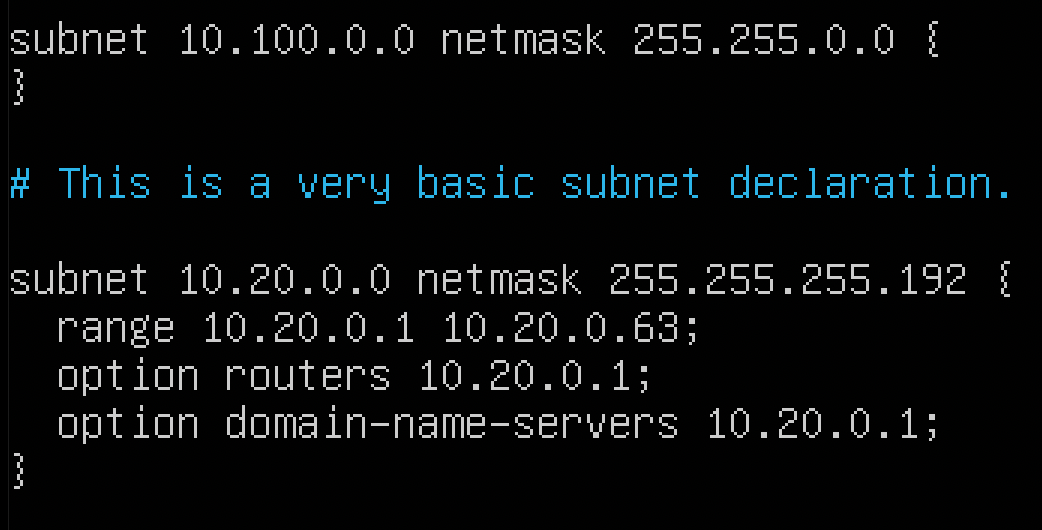 subnet 10.100.0.0 netmask 255.255.0.0 {
}
# This is a very basic subnet declaration.
subnet 10.20.0.0 netmask 255.255.255.192 {
  range 10.20.0.1 10.20.0.63;
  option routers 10.20.0.1;
  option domain-name-servers 10.20.0.1;
}